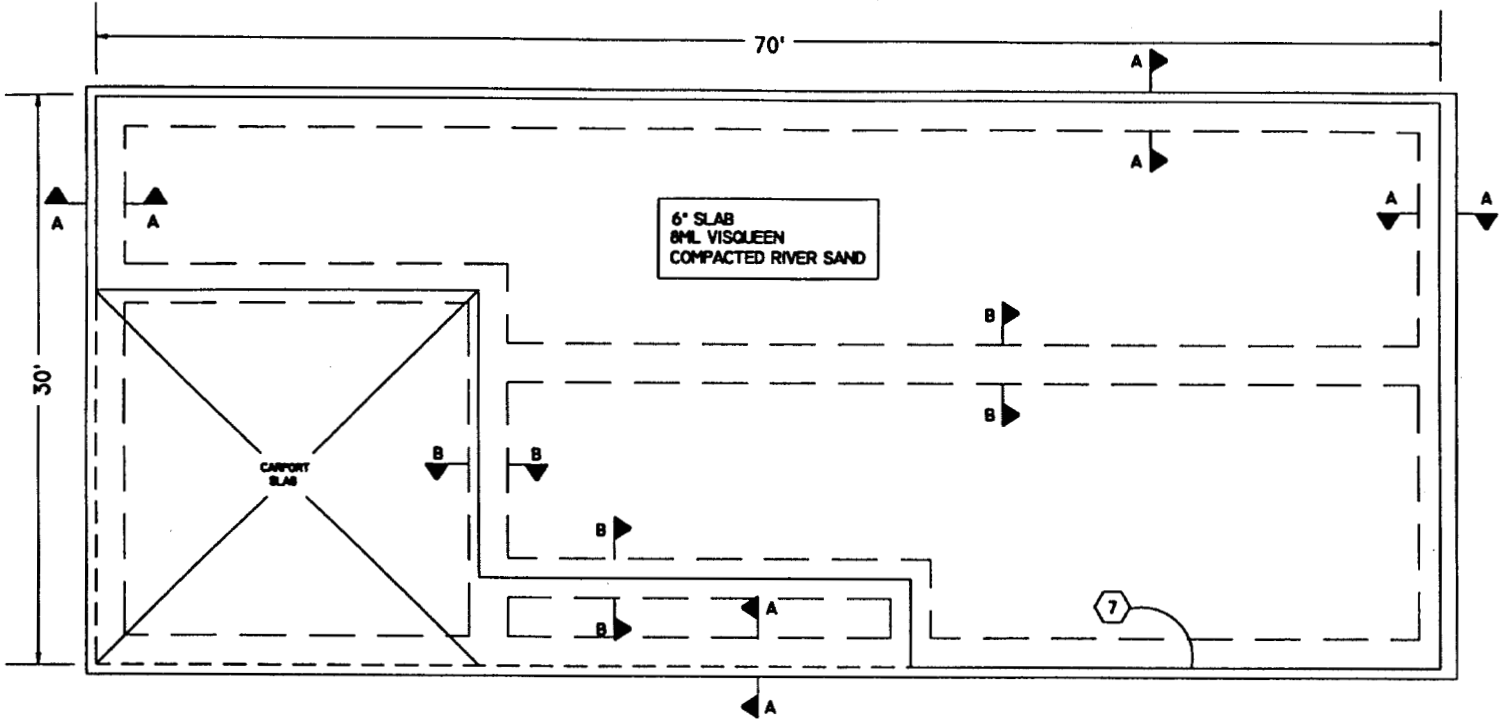 70'
A
A
A
A
A
A
6" SLAB
8ML VISQUEEN
COMPACTED RIVER SAND
B
30'
B
B
B
CARPORT
SLAB
B
A
7
B
A